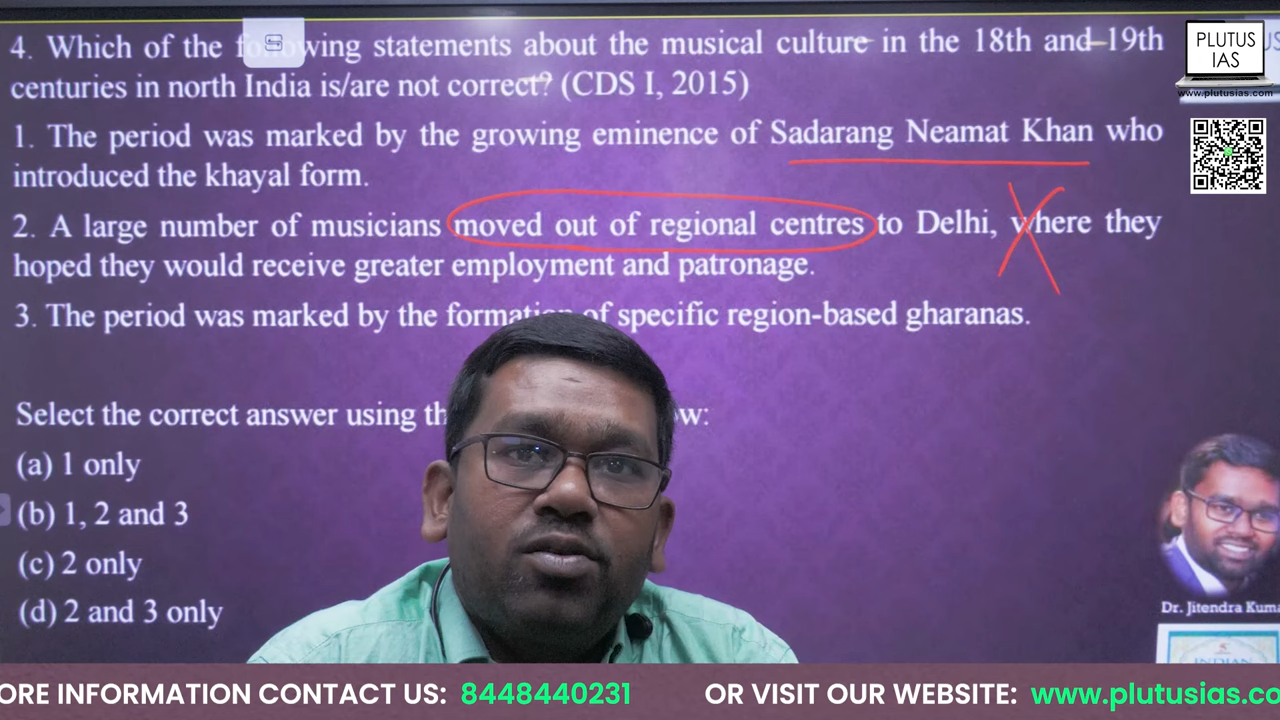 4. Which of the following statements about the musical culture in the 18th and 19th
centuries in north India is/are not correct? (CDS I, 2015)
1. The period was marked by the growing eminence of Sadarang Neamat Khan who
introduced the khayal form.
2. A large number of musicians moved out of regional centres to Delhi, where they
hoped they would receive greater employment and patronage.
3. The period was marked by the formation of specific region-based gharanas.
Select the correct answer using th
ow:
(a) 1 only
(b) 1, 2 and 3
(c) 2 only
(d) 2 and 3 only
PLUTUS
IAS
www.plutusias.com
US
Dr. Jitendra Kuma
INDIAN
ORE INFORMATION CONTACT US: 8448440231 OR VISIT OUR WEBSITE: www.plutusias.co